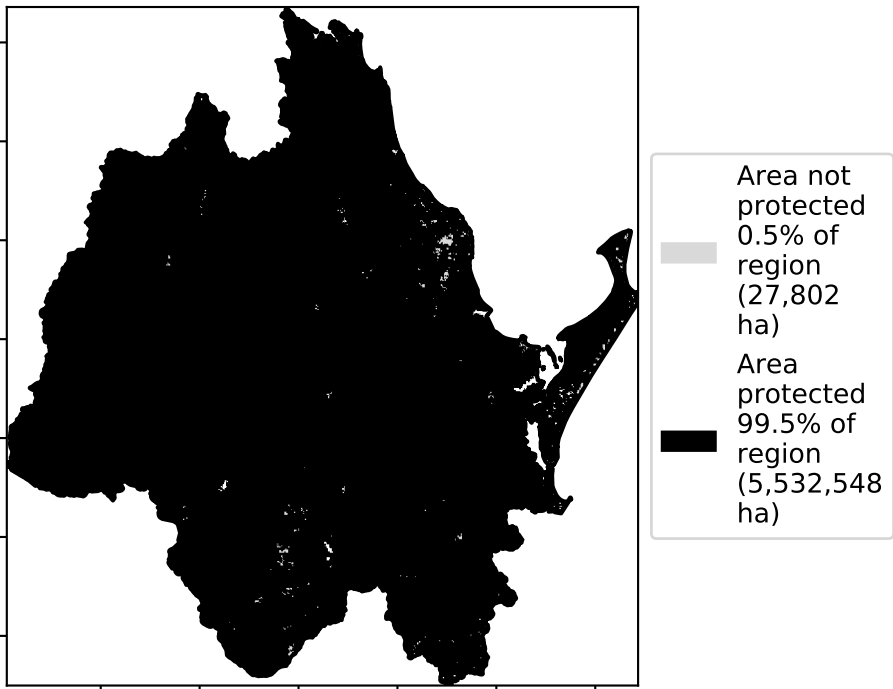 Area not
protected
0.5% of
region
(27,802
ha)
Area
protected
99.5% of
region
(5,532,548
ha)